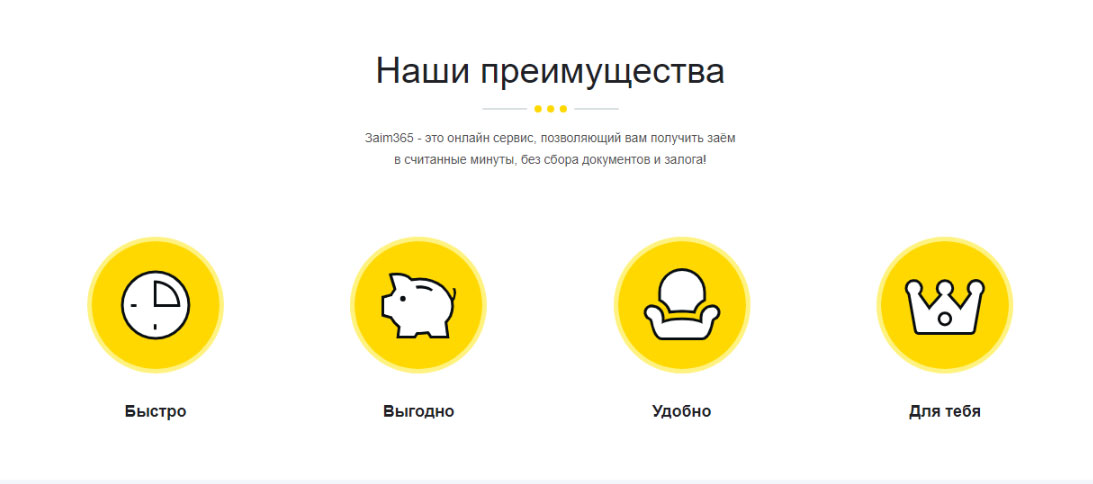 Наши преимущества
Заim365 - это онлайн сервис, позволяющий вам получить заём
в считанные минуты, без сбора документов и залога!
Быстро
Выгодно
Удобно
Для тебя